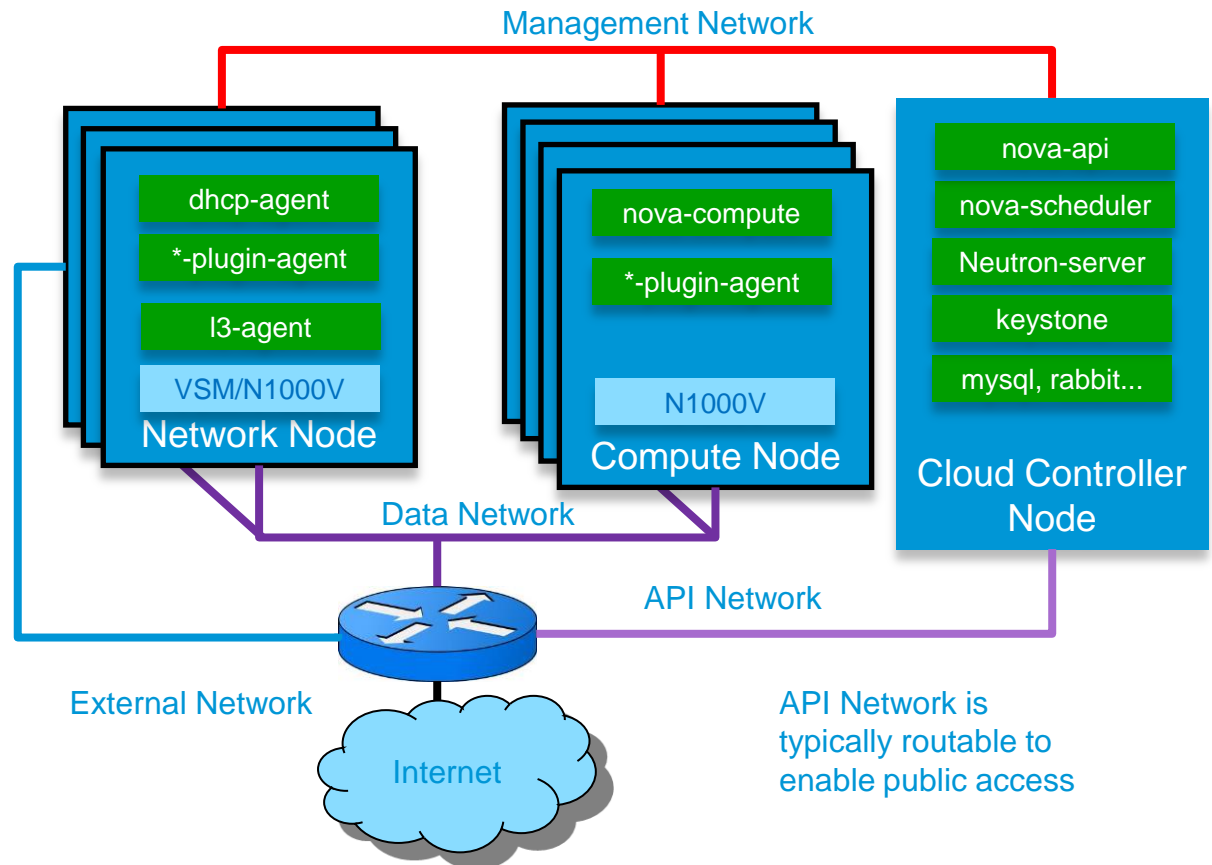 Management Network
dhcp-agent
*-plugin-agent
l3-agent
VSM/N1000V
Network Node
nova-compute
*-plugin-agent
N1000V
Compute Node
nova-api
nova-scheduler
Neutron-server
keystone
mysql, rabbit...
Cloud Controller
Node
Data Network
API Network
External Network
Internet
API Network is
typically routable to
enable public access